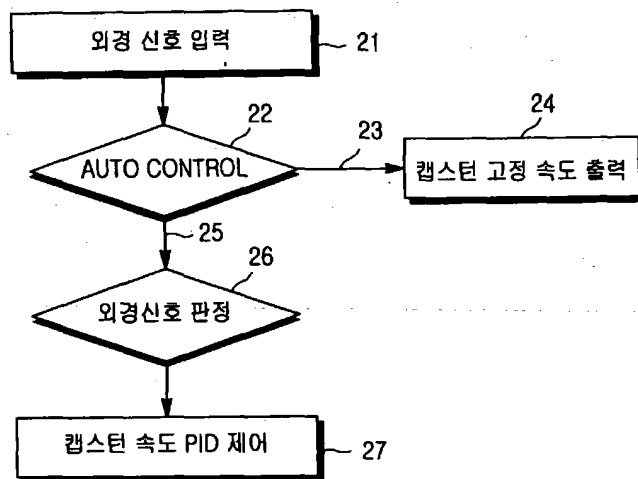 외경 신호 입력
21
22
AUTO CONTROL
23
24
캡스턴 고정 속도 출력
25
26
외경신호 판정
캡스턴 속도 PID 제어
27